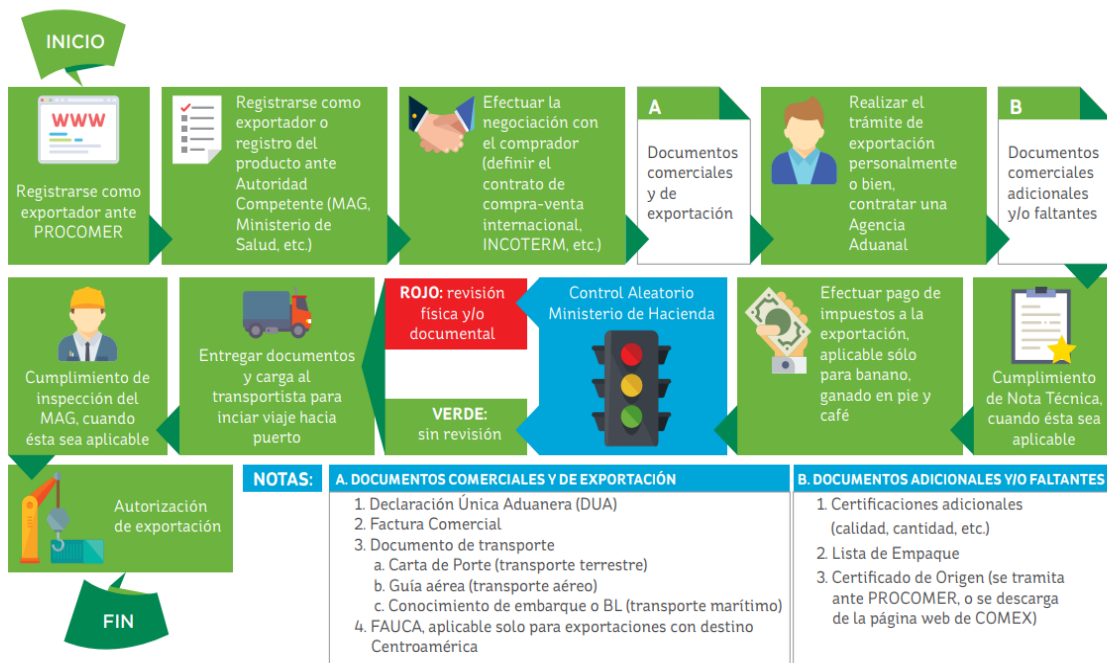 INICIO
WWW
Registrarse como
exportador ante
PROCOMER
Registrarse como
exportador o
registro del
producto ante
Autoridad
Competente (MAG,
Ministerio de
Salud, etc.)
Efectuar la
negociación con
el comprador
(definir el
contrato de
compra-venta
internacional,
INCOTERM, etc.)
A
Documentos
comerciales
y de
exportación
Realizar el
trámite de
exportación
personalmente
o bien,
contratar una
Agencia
Aduanal
B
Documentos
comerciales
adicionales
y/o faltantes
Cumplimiento
de Nota Técnica,
cuando ésta sea
aplicable
Efectuar pago de
impuestos a la
exportación,
aplicable sólo
para banano,
ganado en pie y
café
Control Aleatorio
Ministerio de Hacienda
ROJO: revisión
física y/o
documental
VERDE:
sin revisión
Entregar documentos
y carga al
transportista para
inciar viaje hacia
puerto
Cumplimiento de
inspección del
MAG, cuando
ésta sea aplicable
Autorización
de exportación
FIN
NOTAS:
A. DOCUMENTOS COMERCIALES Y DE EXPORTACIÓN
1. Declaración Única Aduanera (DUA)
2. Factura Comercial
3. Documento de transporte
a. Carta de Porte (transporte terrestre)
b. Guía aérea (transporte aéreo)
c. Conocimiento de embarque o BL (transporte marítimo)
4. FAUCA, aplicable solo para exportaciones con destino
Centroamérica
B. DOCUMENTOS ADICIONALES Y/O FALTANTES
1. Certificaciones adicionales
(calidad, cantidad, etc.)
2. Lista de Empaque
3. Certificado de Origen (se tramita
ante PROCOMER, o se descarga
de la página web de COMEX)